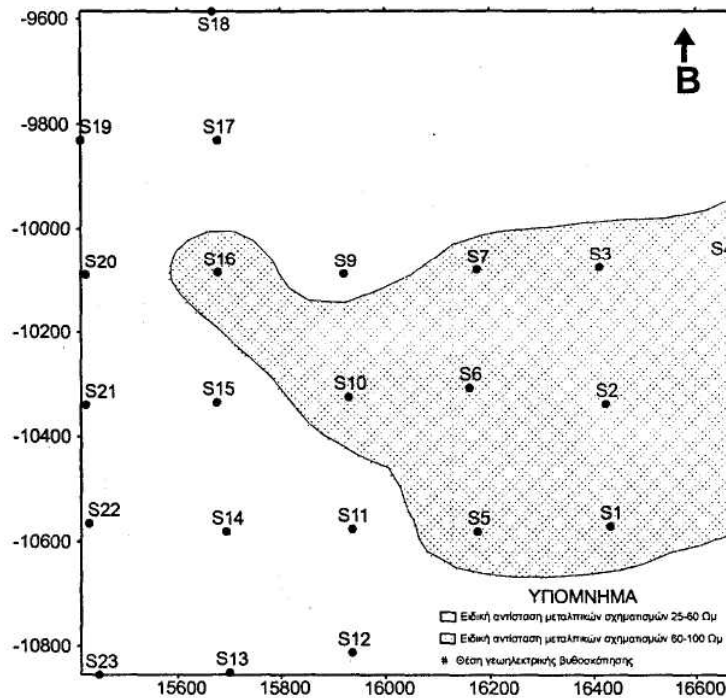 -9600
S18
B
-9800
S19
S17
-10000
S20
S16
S9
S7
S3
S4
-10200
S21
S15
S10
S6
S2
-10400
S22
S14
S11
S5
S1
-10600
ΥΠΟΜΝΗΜΑ
Ειδική αντίσταση μεταλπικών σχηματισμών 25-60 Ωμ
Ειδική αντίσταση μεταλπικών σχηματισμών 60-100 Ωμ
Θέση γεωηλεκτρικής βυθοσκόπησης
S12
-10800
S23
S13
15600 15800 16000 16200 16400 16600